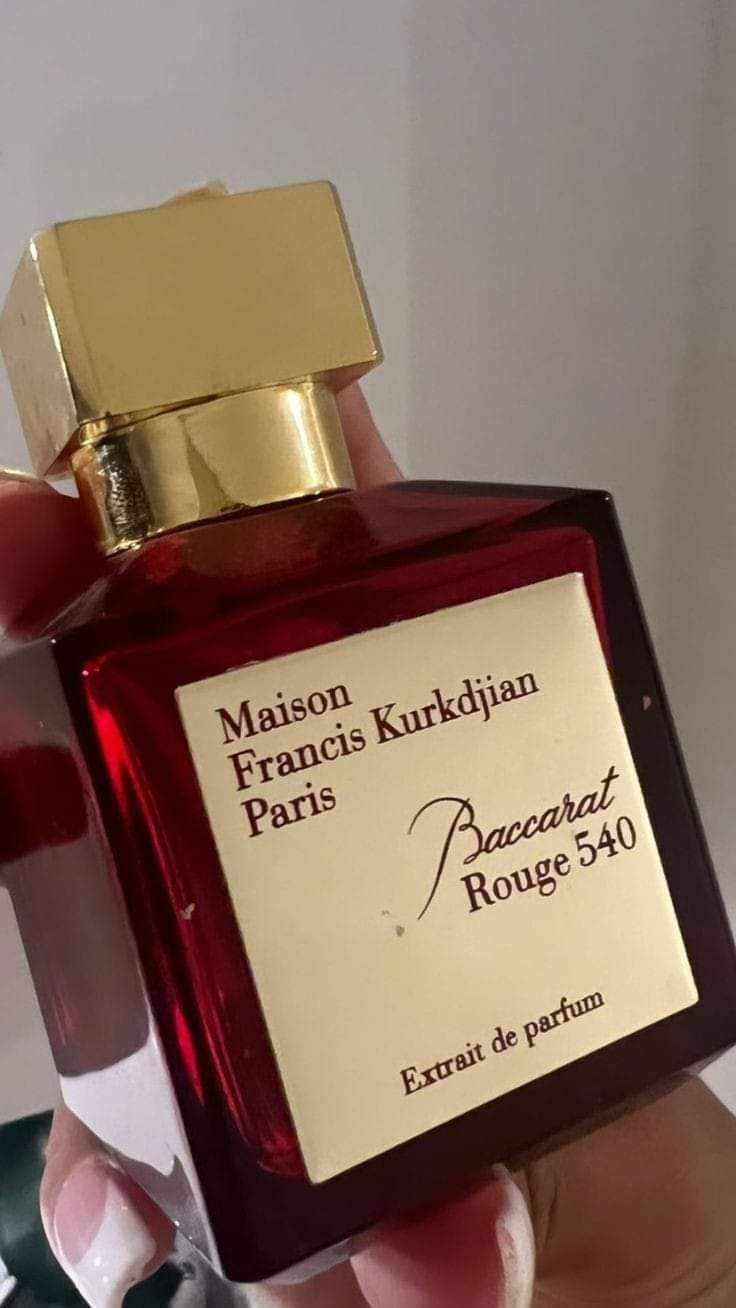 Maison
Francis Kurkdjian
Paris
Baccarat
Rouge 540
Extrait de parfum